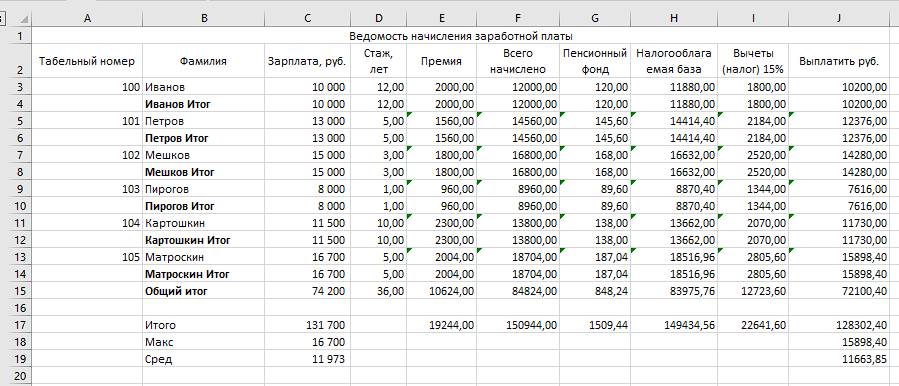 A B C D E F G H I J
1 Ведомость начисления заработной платы
2 Табельный номер Фамилия Зарплата, руб. Стаж, лет Премия Всего начислено Пенсионный фонд Налогооблагаемая база Вычеты (налог) 15% Выплатить руб.
3 100 Иванов 10 000 12,00 2000,00 12000,00 120,00 11880,00 1800,00 10200,00
4 Иванов Итог 10 000 12,00 2000,00 12000,00 120,00 11880,00 1800,00 10200,00
5 101 Петров 13 000 5,00 1560,00 14560,00 145,60 14414,40 2184,00 12376,00
6 Петров Итог 13 000 5,00 1560,00 14560,00 145,60 14414,40 2184,00 12376,00
7 102 Мешков 15 000 3,00 1800,00 16800,00 168,00 16632,00 2520,00 14280,00
8 Мешков Итог 15 000 3,00 1800,00 16800,00 168,00 16632,00 2520,00 14280,00
9 103 Пирогов 8 000 1,00 960,00 8960,00 89,60 8870,40 1344,00 7616,00
10 Пирогов Итог 8 000 1,00 960,00 8960,00 89,60 8870,40 1344,00 7616,00
11 104 Картошкин 11 500 10,00 2300,00 13800,00 138,00 13662,00 2070,00 11730,00
12 Картошкин Итог 11 500 10,00 2300,00 13800,00 138,00 13662,00 2070,00 11730,00
13 105 Матроскин 16 700 5,00 2004,00 18704,00 187,04 18516,96 2805,60 15898,40
14 Матроскин Итог 16 700 5,00 2004,00 18704,00 187,04 18516,96 2805,60 15898,40
15 Общий итог 74 200 36,00 10624,00 84824,00 848,24 83975,76 12723,60 72100,40
16
17 Итого 131 700 19244,00 150944,00 1509,44 149434,56 22641,60 128302,40
18 Макс 16 700 15898,40
19 Сред 11 973 11663,85
20